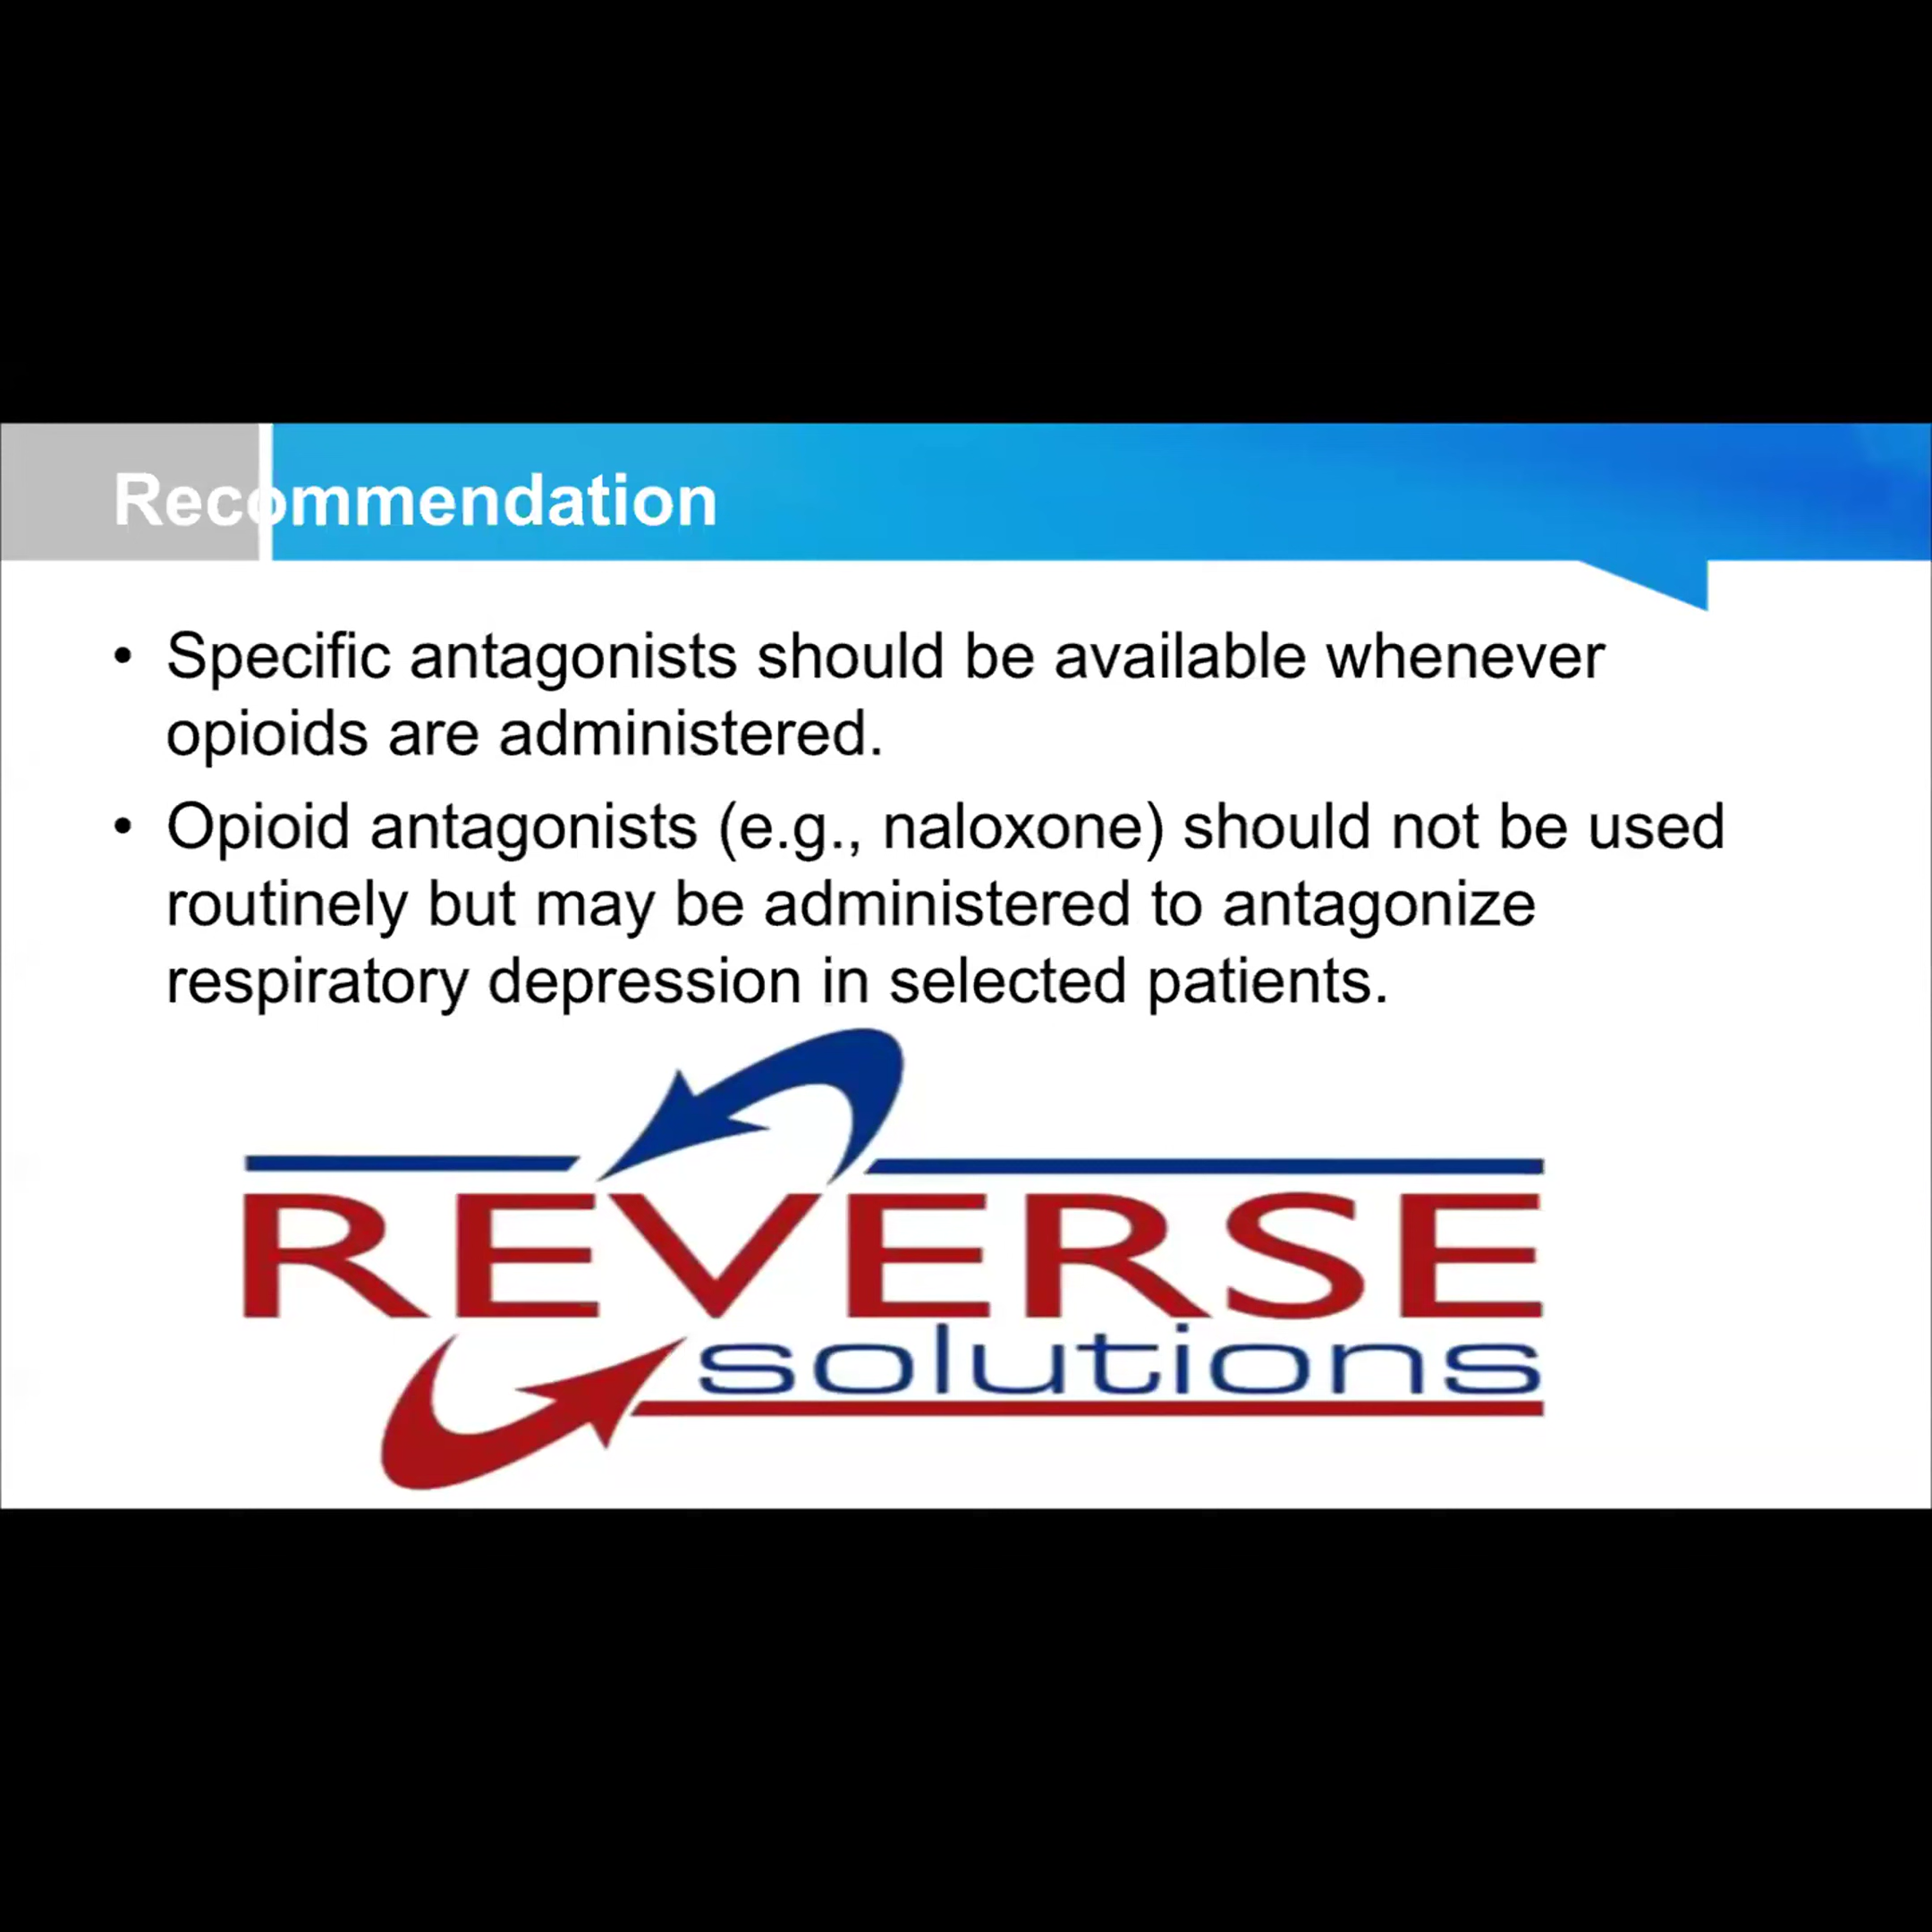 Recommendation
• Specific antagonists should be available whenever
opioids are administered.
• Opioid antagonists (e.g., naloxone) should not be used
routinely but may be administered to antagonize
respiratory depression in selected patients.
REVERSE
solutions